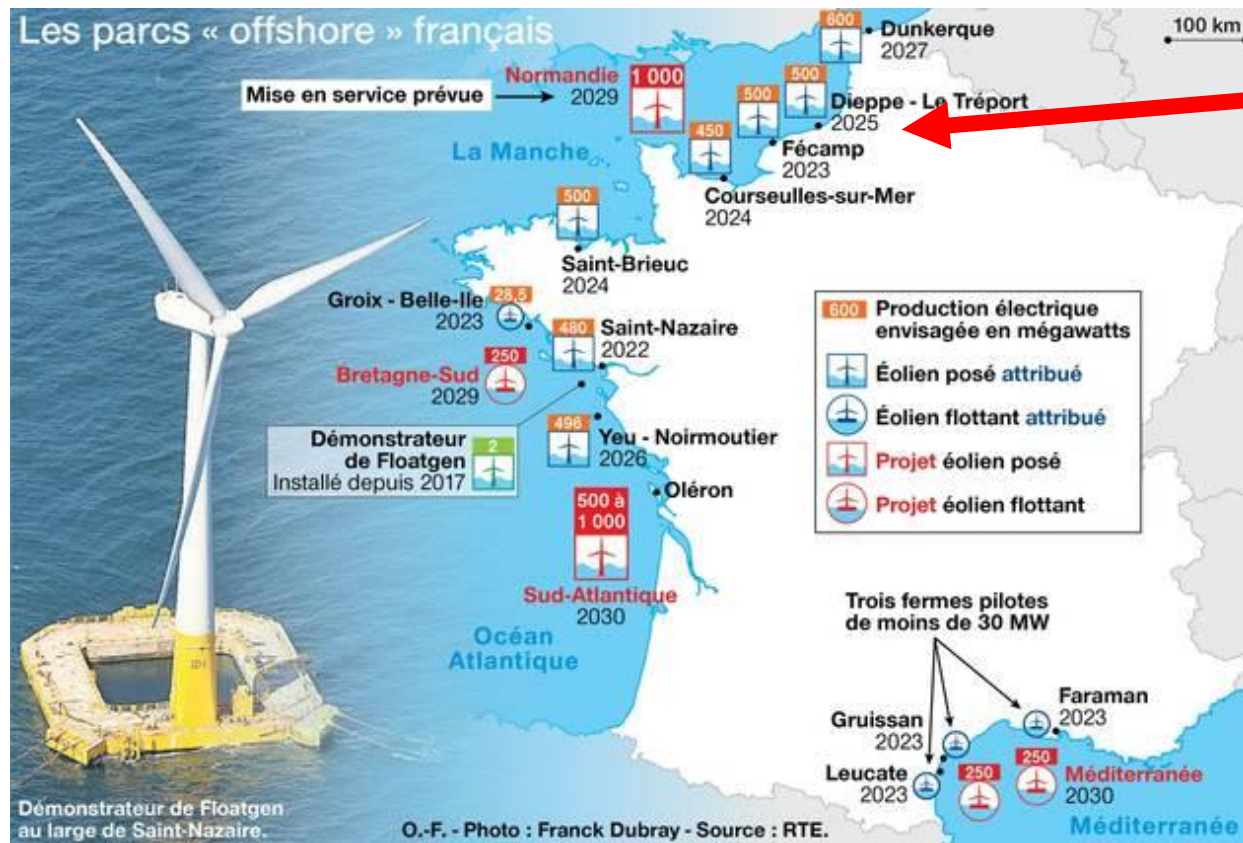 Les parcs « offshore » français
100 km
600
Dunkerque
2027
Normandie
2029
1 000
Mise en service prévue
500
500
Dieppe - Le Tréport
2025
450
Fécamp
2023
La Manche
Courseulles-sur-Mer
2024
500
Saint-Brieuc
2024
Groix - Belle-Ile
2023
28,5
480
Saint-Nazaire
2022
Bretagne-Sud
2029
250
Démonstrateur
de Floatgen
Installé depuis 2017
2
496
Yeu - Noirmoutier
2026
Oléron
500 à
1 000
Sud-Atlantique
2030
Océan
Atlantique
600
Production électrique
envisagée en mégawatts
Éolien posé attribué
Éolien flottant attribué
Projet éolien posé
Projet éolien flottant
Trois fermes pilotes
de moins de 30 MW
Faraman
2023
Gruissan
2023
Leucate
2023
250
250
Méditerranée
2030
Méditerranée
Démonstrateur de Floatgen
au large de Saint-Nazaire.
O.-F. - Photo : Franck Dubray - Source : RTE.